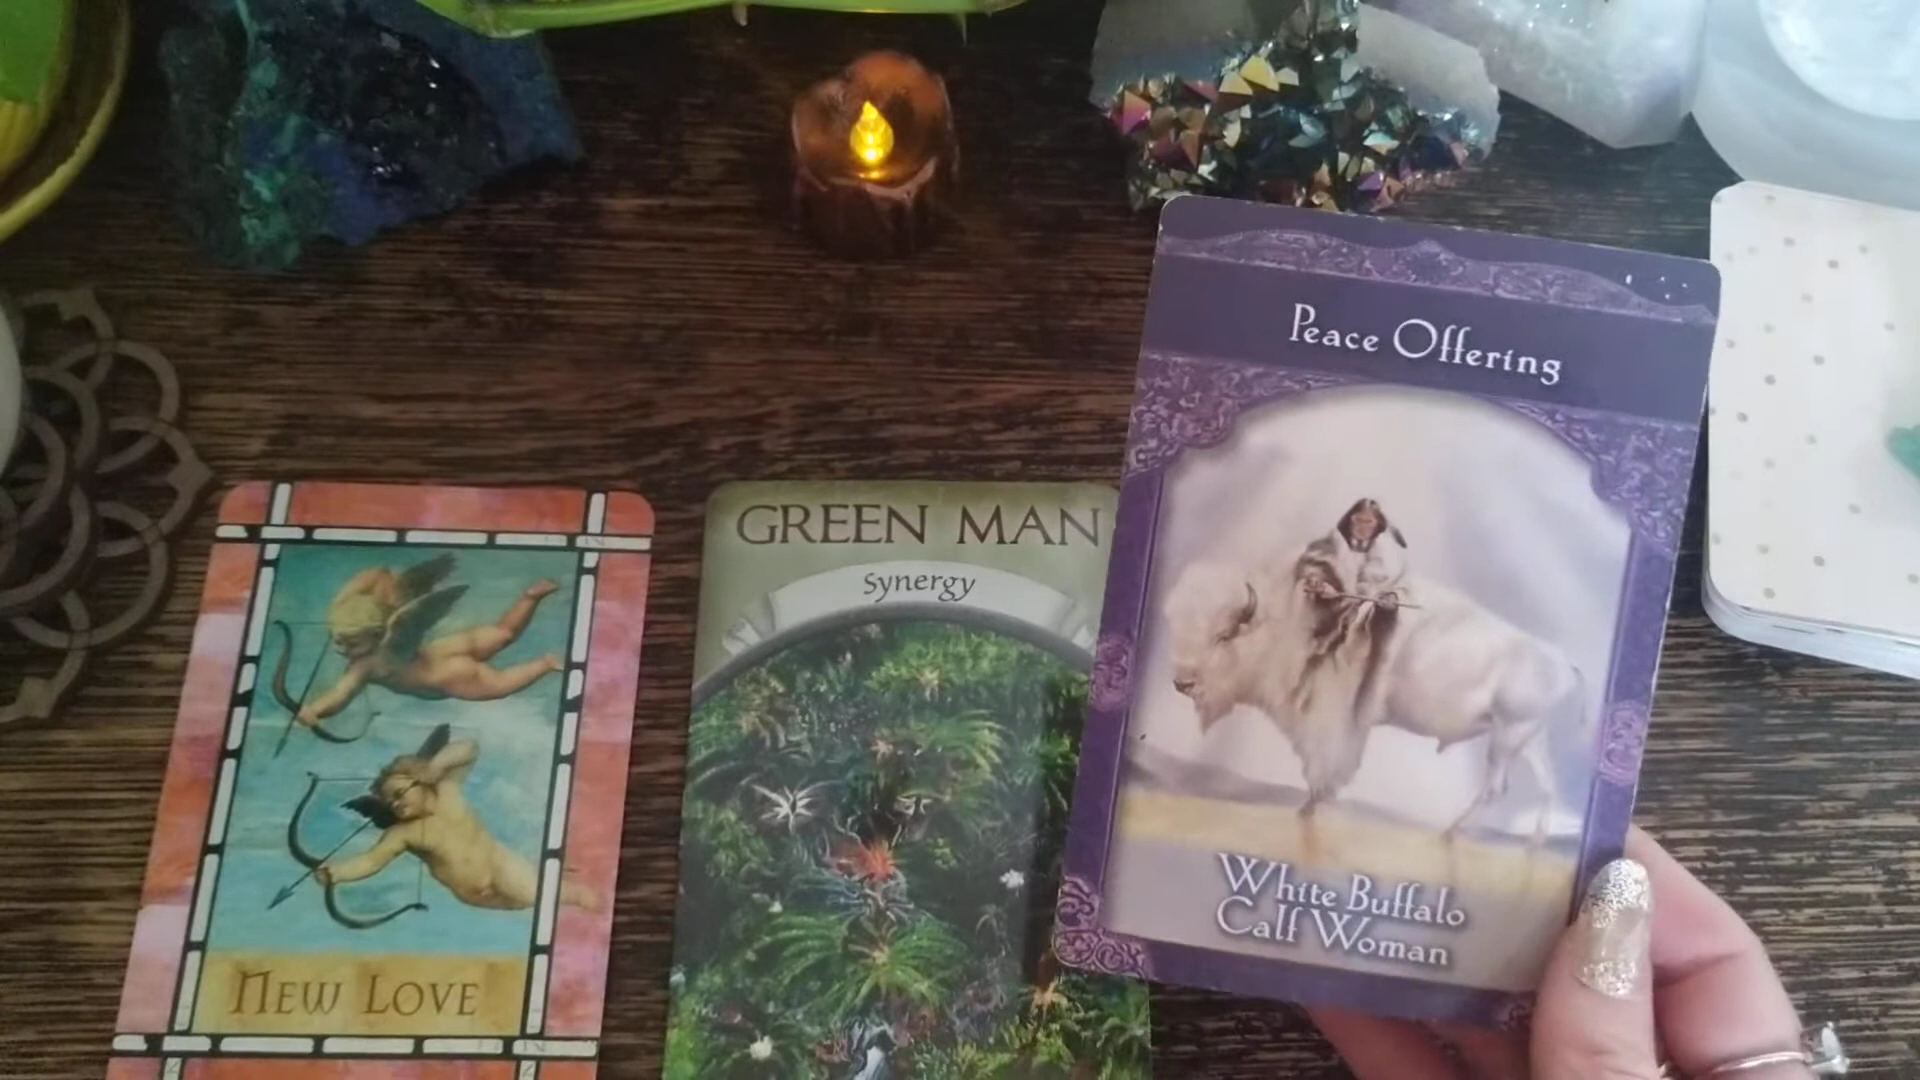 Peace Offering
GREEN MAN
Synergy
White Buffalo
Calf Woman
NEW LOVE